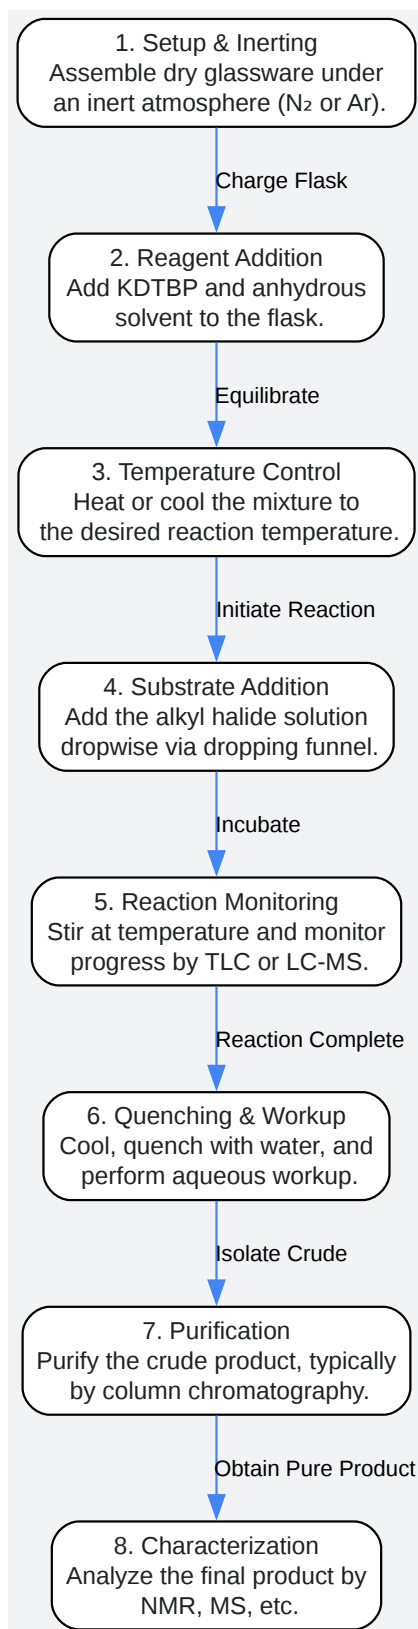 1. Setup & Inerting
Assemble dry glassware under
an inert atmosphere (N₂ or Ar).
Charge Flask
2. Reagent Addition
Add KDTBP and anhydrous
solvent to the flask.
Equilibrate
3. Temperature Control
Heat or cool the mixture to
the desired reaction temperature.
Initiate Reaction
4. Substrate Addition
Add the alkyl halide solution
dropwise via dropping funnel.
Incubate
5. Reaction Monitoring
Stir at temperature and monitor
progress by TLC or LC-MS.
Reaction Complete
6. Quenching & Workup
Cool, quench with water, and
perform aqueous workup.
Isolate Crude
7. Purification
Purify the crude product, typically
by column chromatography.
Obtain Pure Product
8. Characterization
Analyze the final product by
NMR, MS, etc.